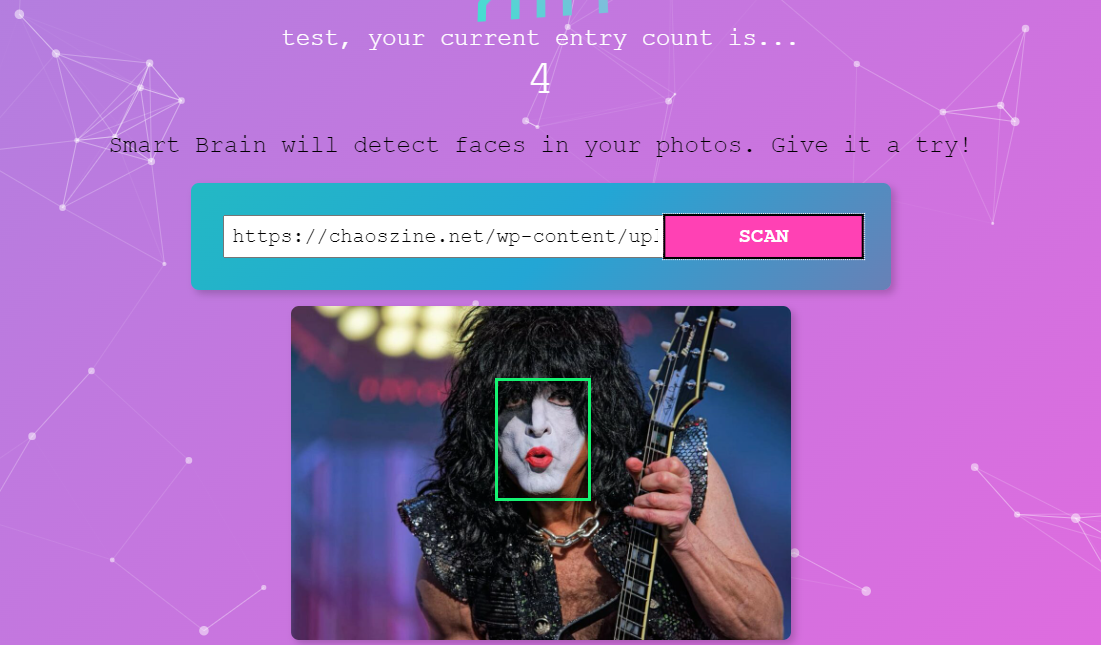 test, your current entry count is...
4
Smart Brain will detect faces in your photos. Give it a try!
https://chaoszine.net/wp-content/upl
SCAN
Ibanez